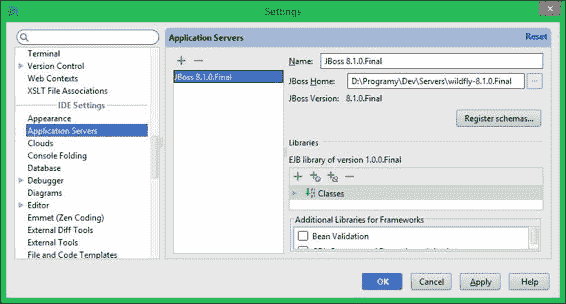 Settings
Terminal
Version Control
Web Contexts
XSLT File Associations
IDE Settings
Appearance
Application Servers
Clouds
Console Folding
Database
Debugger
Diagrams
Editor
Emmet (Zen Coding)
External Diff Tools
External Tools
File and Code Templates
Application Servers
Reset
JBoss 8.1.0.Final
Name: JBoss 8.1.0.Final
JBoss Home: D:\Programy\Dev\Servers\wildfly-8.1.0.Final ...
JBoss Version: 8.1.0.Final
Register schemas...
Libraries
EJB library of version 1.0.0.Final
Classes
Additional Libraries for Frameworks
Bean Validation
OK Cancel Apply Help